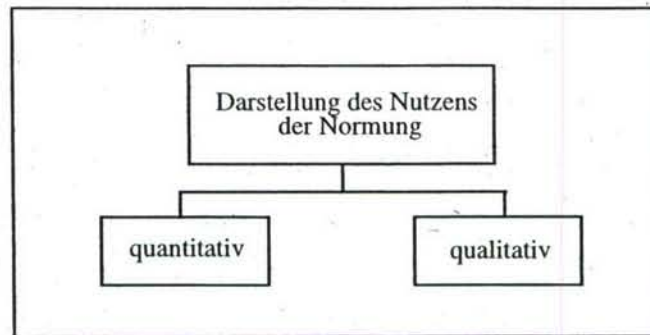 Darstellung des Nutzens
der Normung
quantitativ
qualitativ